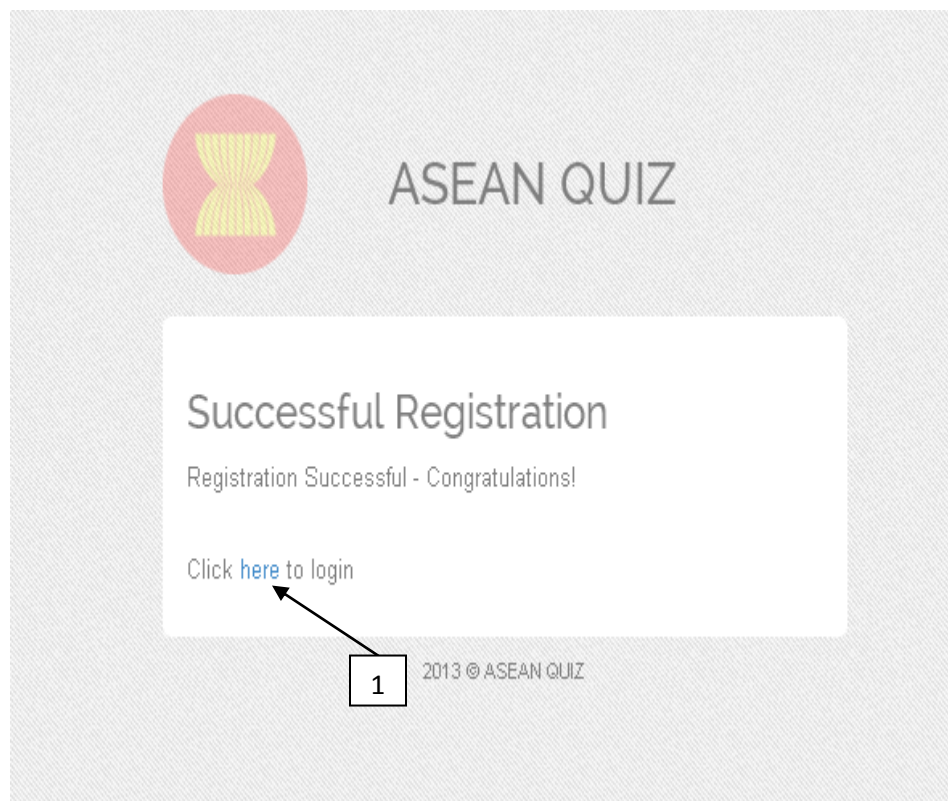 ASEAN QUIZ
Successful Registration
Registration Successful - Congratulations!
Click here to login
1
2013 © ASEAN QUIZ